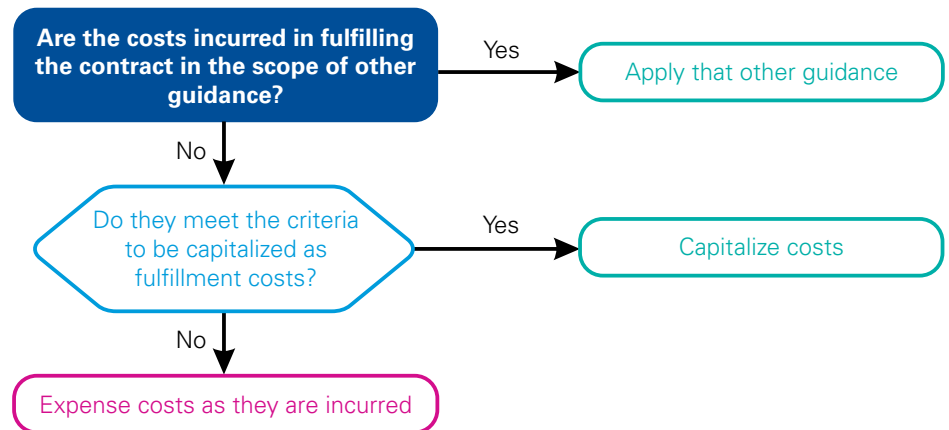 Are the costs incurred in fulfilling
the contract in the scope of other
guidance?
Yes
Apply that other guidance
No
Do they meet the criteria
to be capitalized as
fulfillment costs?
Yes
Capitalize costs
No
Expense costs as they are incurred